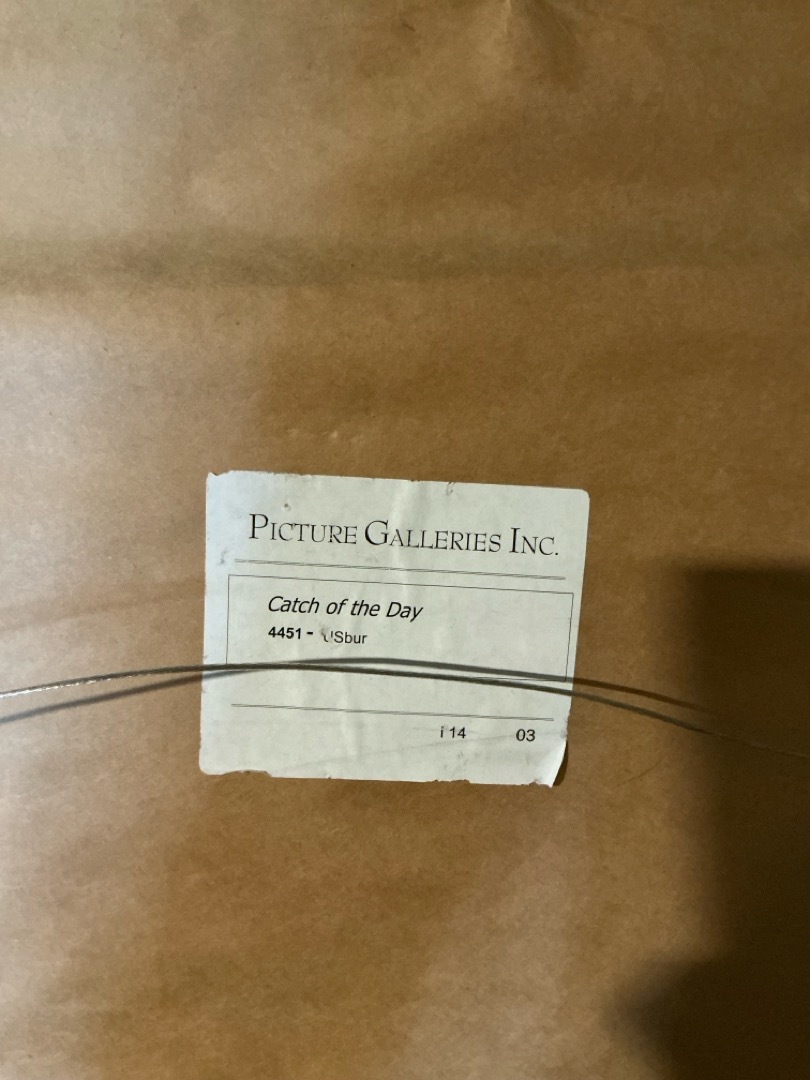 PICTURE GALLERIES INC.
Catch of the Day
4451 -
14 03